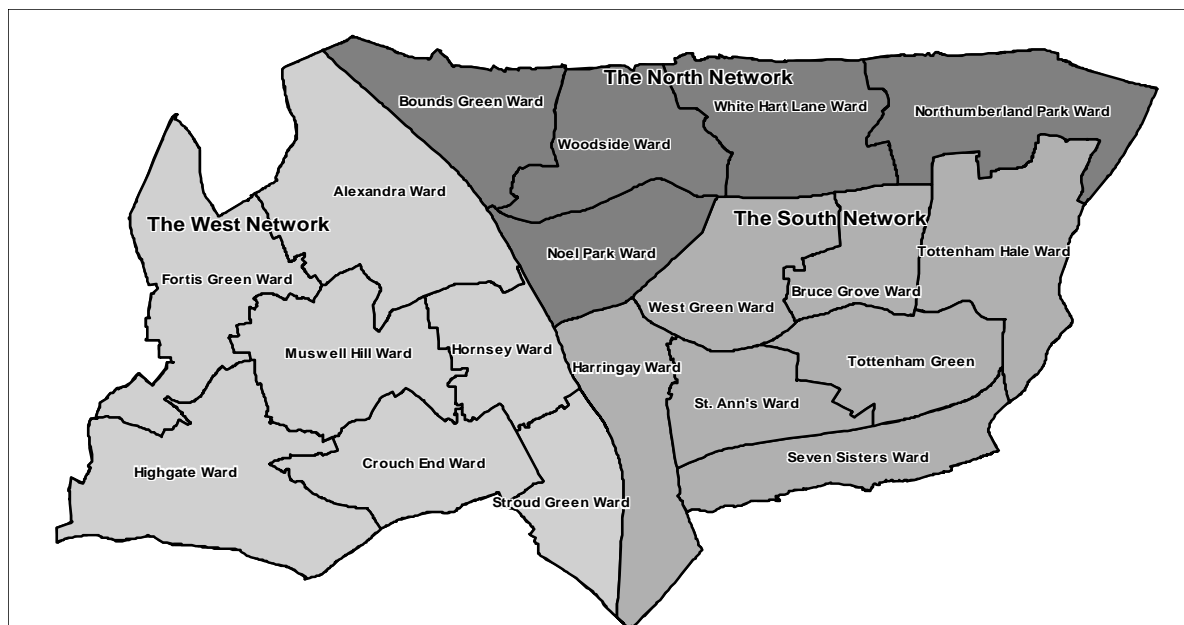 The North Network
Bounds Green Ward
White Hart Lane Ward
Northumberland Park Ward
Woodside Ward
Alexandra Ward
The West Network
The South Network
Noel Park Ward
Tottenham Hale Ward
Fortis Green Ward
Bruce Grove Ward
West Green Ward
Muswell Hill Ward
Hornsey Ward
Harringay Ward
Tottenham Green
St. Ann's Ward
Seven Sisters Ward
Crouch End Ward
Highgate Ward
Stroud Green Ward